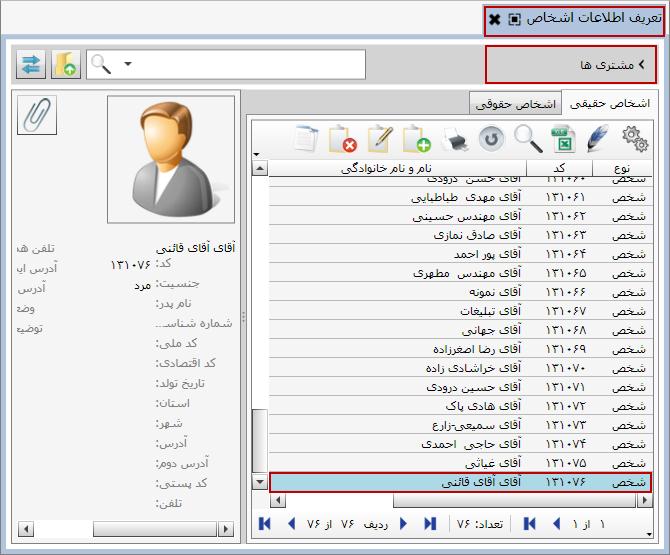 تعریف اطلاعات اشخاص
مشتری ها
اشخاص حقیقی
اشخاص حقوقی
نوع کد نام و نام خانوادگی
شخص ۱۳۱۰۶۰ آقای حسن درودی
شخص ۱۳۱۰۶۱ آقای مهدی طباطبایی
شخص ۱۳۱۰۶۲ آقای مهندس حسینی
شخص ۱۳۱۰۶۳ آقای صادق نمازی
شخص ۱۳۱۰۶۴ آقای پور احمد
شخص ۱۳۱۰۶۵ آقای مهندس مطهری
شخص ۱۳۱۰۶۶ آقای نمونه
شخص ۱۳۱۰۶۷ آقای تبلیغات
شخص ۱۳۱۰۶۸ آقای جهانی
شخص ۱۳۱۰۶۹ آقای رضا اصغرزاده
شخص ۱۳۱۰۷۰ آقای خراشادی زاده
شخص ۱۳۱۰۷۱ آقای حسین درودی
شخص ۱۳۱۰۷۲ آقای هادی پاک
شخص ۱۳۱۰۷۳ آقای سمیعی-زارع
شخص ۱۳۱۰۷۴ آقای حاجی احمدی
شخص ۱۳۱۰۷۵ آقای غیاثی
شخص ۱۳۱۰۷۶ آقای آقای قائنی
۱ از ۱ تعداد: ۷۶ ردیف ۷۶ از ۷۶
آقای آقای قائنی
کد: ۱۳۱۰۷۶
جنسیت: مرد
نام پدر:
شماره شناسـ...
کد ملی:
کد اقتصادی:
تاریخ تولد:
استان:
شهر:
آدرس:
آدرس دوم:
کد پستی:
تلفن:
تلفن هم
آدرس ای
آدرس
وضع
توضیح